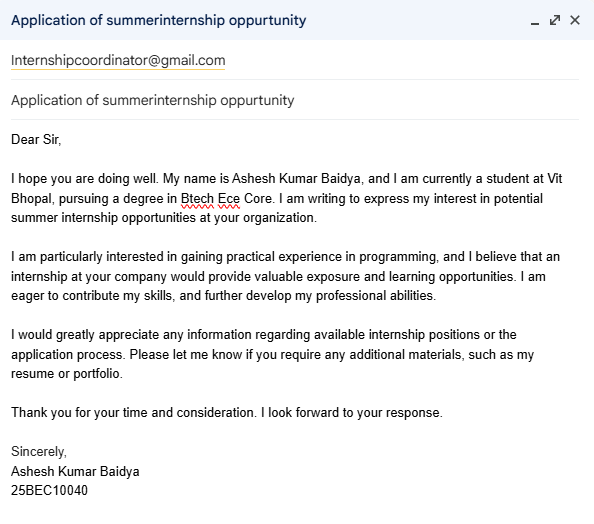 Application of summerinternship oppurtunity
Internshipcoordinator@gmail.com
Application of summerinternship oppurtunity
Dear Sir,
I hope you are doing well. My name is Ashesh Kumar Baidya, and I am currently a student at Vit
Bhopal, pursuing a degree in Btech Ece Core. I am writing to express my interest in potential
summer internship opportunities at your organization.
I am particularly interested in gaining practical experience in programming, and I believe that an
internship at your company would provide valuable exposure and learning opportunities. I am
eager to contribute my skills, and further develop my professional abilities.
I would greatly appreciate any information regarding available internship positions or the
application process. Please let me know if you require any additional materials, such as my
resume or portfolio.
Thank you for your time and consideration. I look forward to your response.
Sincerely,
Ashesh Kumar Baidya
25BEC10040